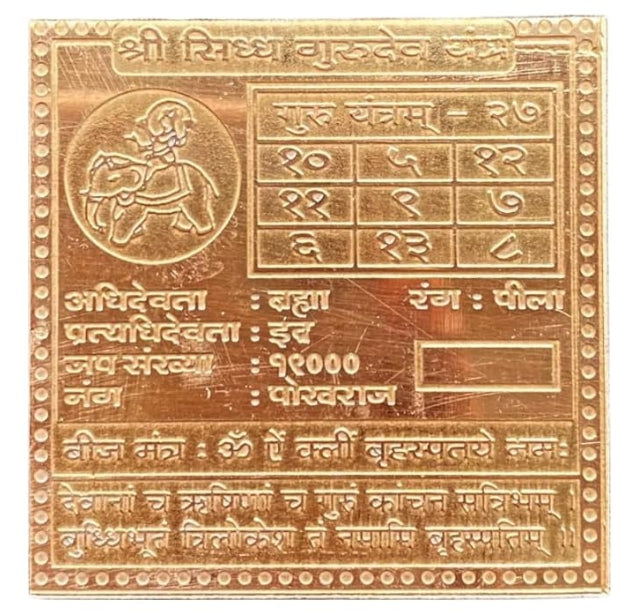 श्री सिध्ध गुरुदेव यंत्र
गुरु यंत्रम् - २७
१० ५ १२
११ ९ ७
६ १३ ८
अधिदेवता : ब्रह्मा रंग : पीला
प्रत्यधिदेवता : इंद्र
जप संख्या : १९०००
नंग : पोखराज
बीज मंत्र : ॐ ऐं क्लीं बृहस्पतये नमः
देवानां च ऋषिणां च गुरुं कांचन सन्निभम्
बुध्धिभूतं त्रिलोकेश तं नमामि बृहस्पतिम् ||